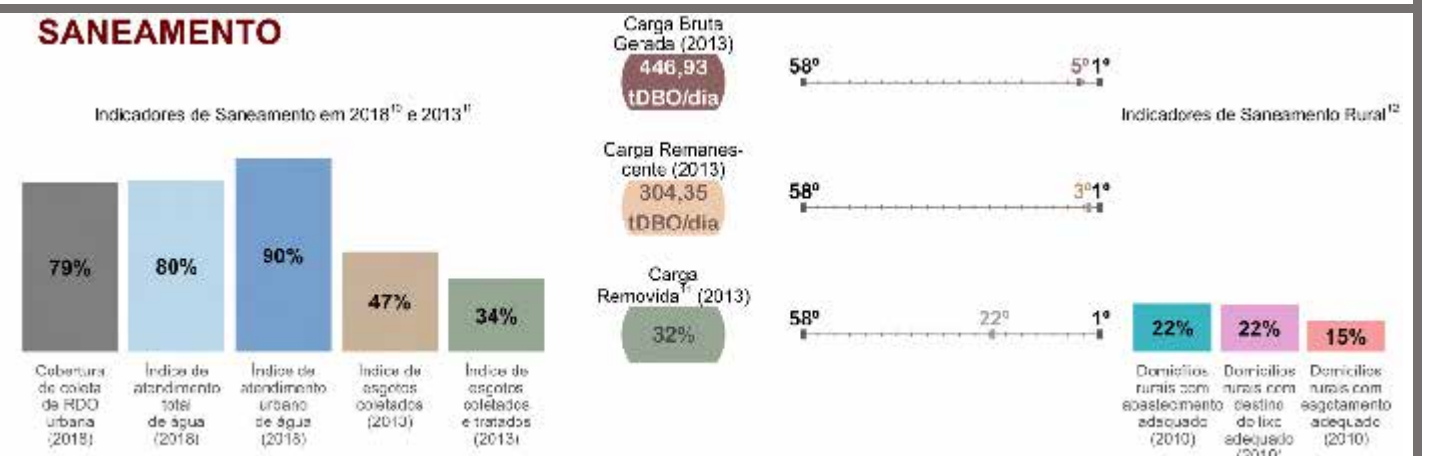 SANEAMENTO
Indicadores de Saneamento em 2018¹⁰ e 2013¹¹
79%
80%
90%
47%
34%
Cobertura
de coleta
de RDO
urbana
(2018)
Índice de
atendimento
total
de água
(2018)
Índice de
atendimento
urbano
de água
(2018)
Índice de
esgotos
coletados
(2013)
Índice de
esgotos
coletados
e tratados
(2013)
Carga Bruta
Gerada (2013)
446,93
tDBO/dia
58º
5º
1º
Carga Remanes-
cente (2013)
304,35
tDBO/dia
58º
3º
1º
Carga
Removida¹¹ (2013)
32%
58º
22º
1º
Indicadores de Saneamento Rural¹²
22%
22%
15%
Domicílios
rurais com
abastecimento
adequado
(2010)
Domicílios
rurais com
destino
do lixo
adequado
(2010)
Domicílios
rurais com
esgotamento
adequado
(2010)